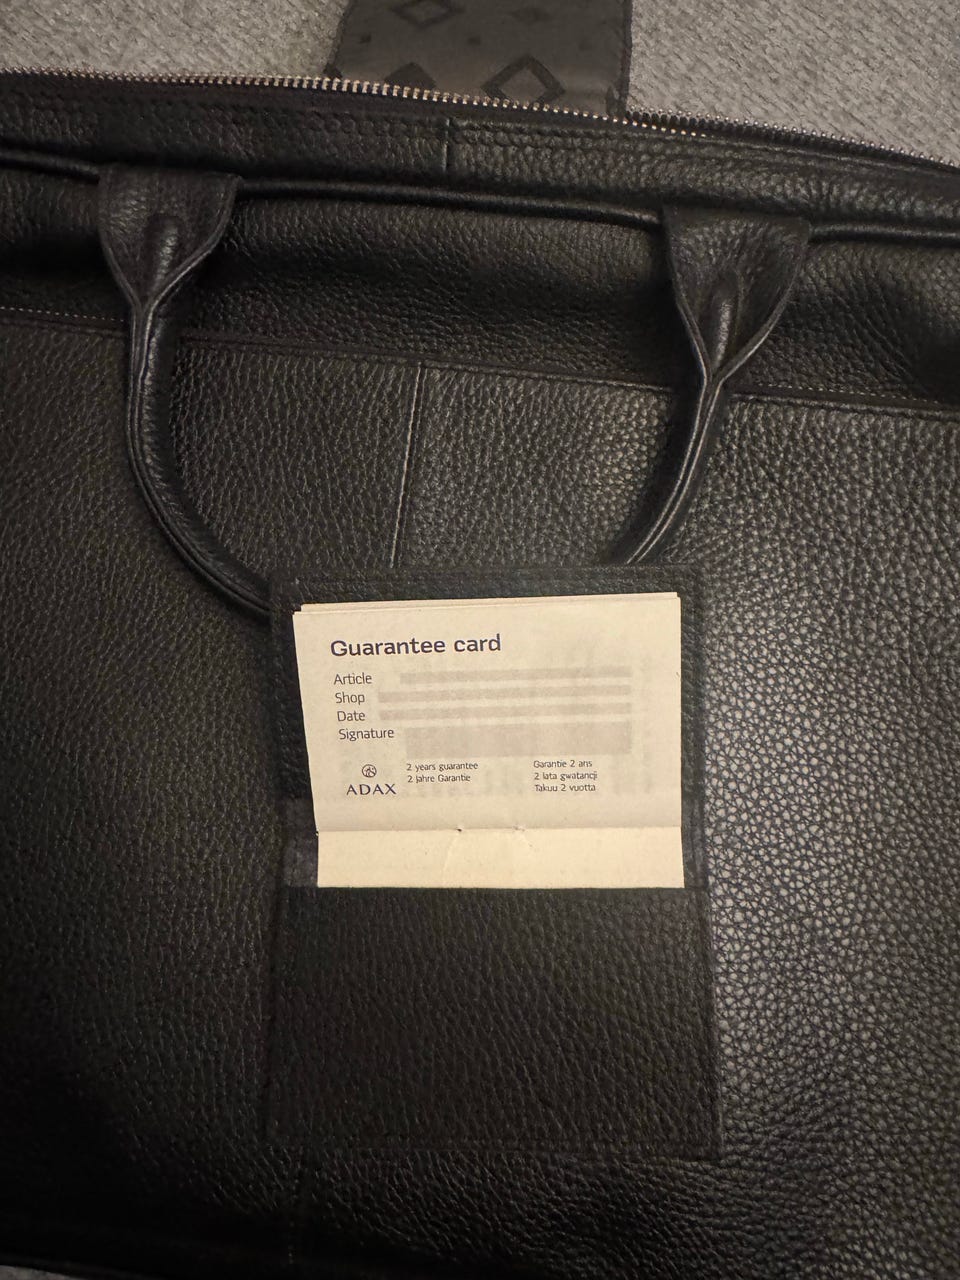 Guarantee card
Article
Shop
Date
Signature
ADAX
2 years guarantee
2 Jahre Garantie
Garantie 2 ans
2 lata gwatancji
Takuu 2 vuotta